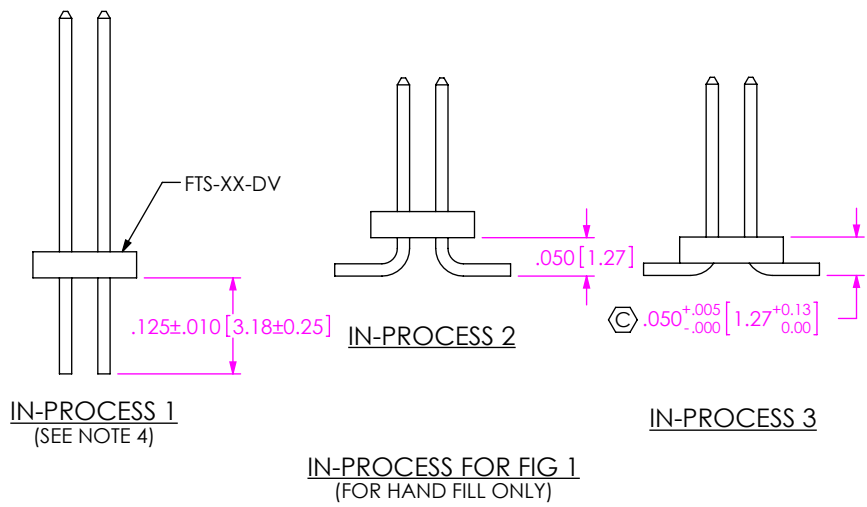 FTS-XX-DV
.125±.010 [3.18±0.25]
IN-PROCESS 1
(SEE NOTE 4)
.050 [1.27]
IN-PROCESS 2
C .050 +.005 -.000 [1.27 +0.13 0.00]
IN-PROCESS 3
IN-PROCESS FOR FIG 1
(FOR HAND FILL ONLY)